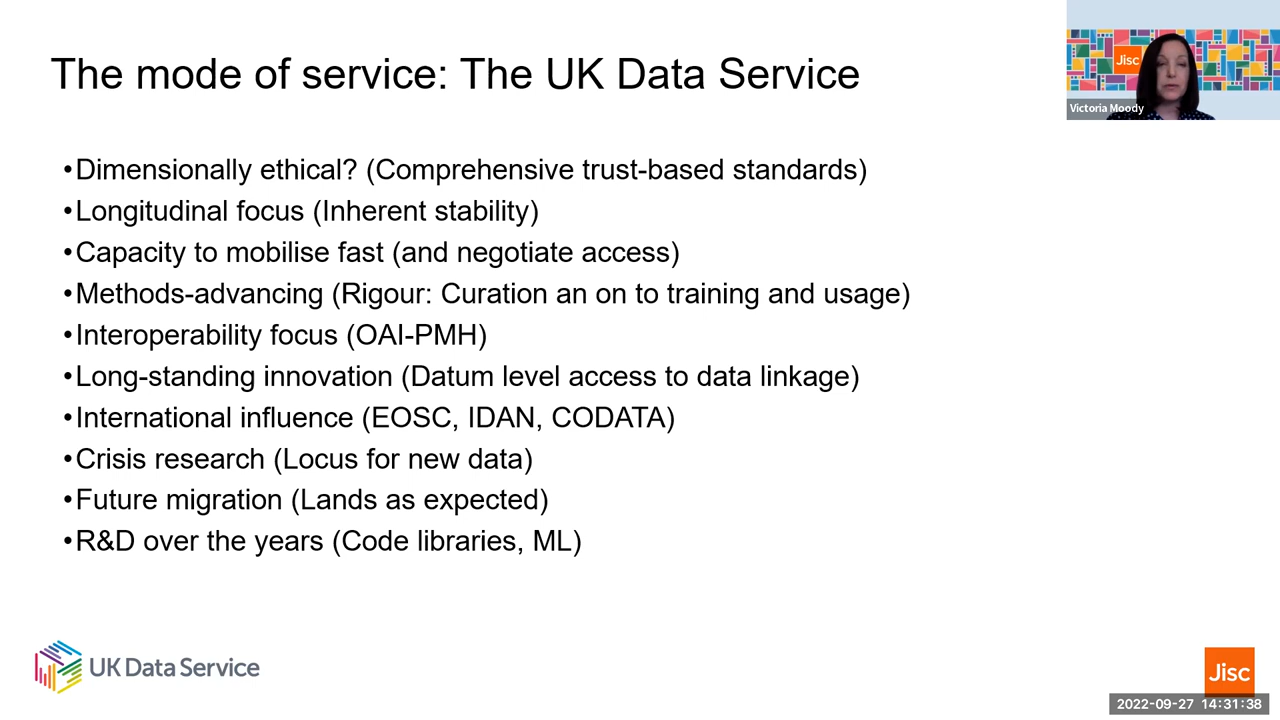 The mode of service: The UK Data Service
Jisc
Victoria Moody
•Dimensionally ethical? (Comprehensive trust-based standards)
•Longitudinal focus (Inherent stability)
•Capacity to mobilise fast (and negotiate access)
•Methods-advancing (Rigour: Curation an on to training and usage)
•Interoperability focus (OAI-PMH)
•Long-standing innovation (Datum level access to data linkage)
•International influence (EOSC, IDAN, CODATA)
•Crisis research (Locus for new data)
•Future migration (Lands as expected)
•R&D over the years (Code libraries, ML)
UK Data Service
Jisc
2022-09-27 14:31:38